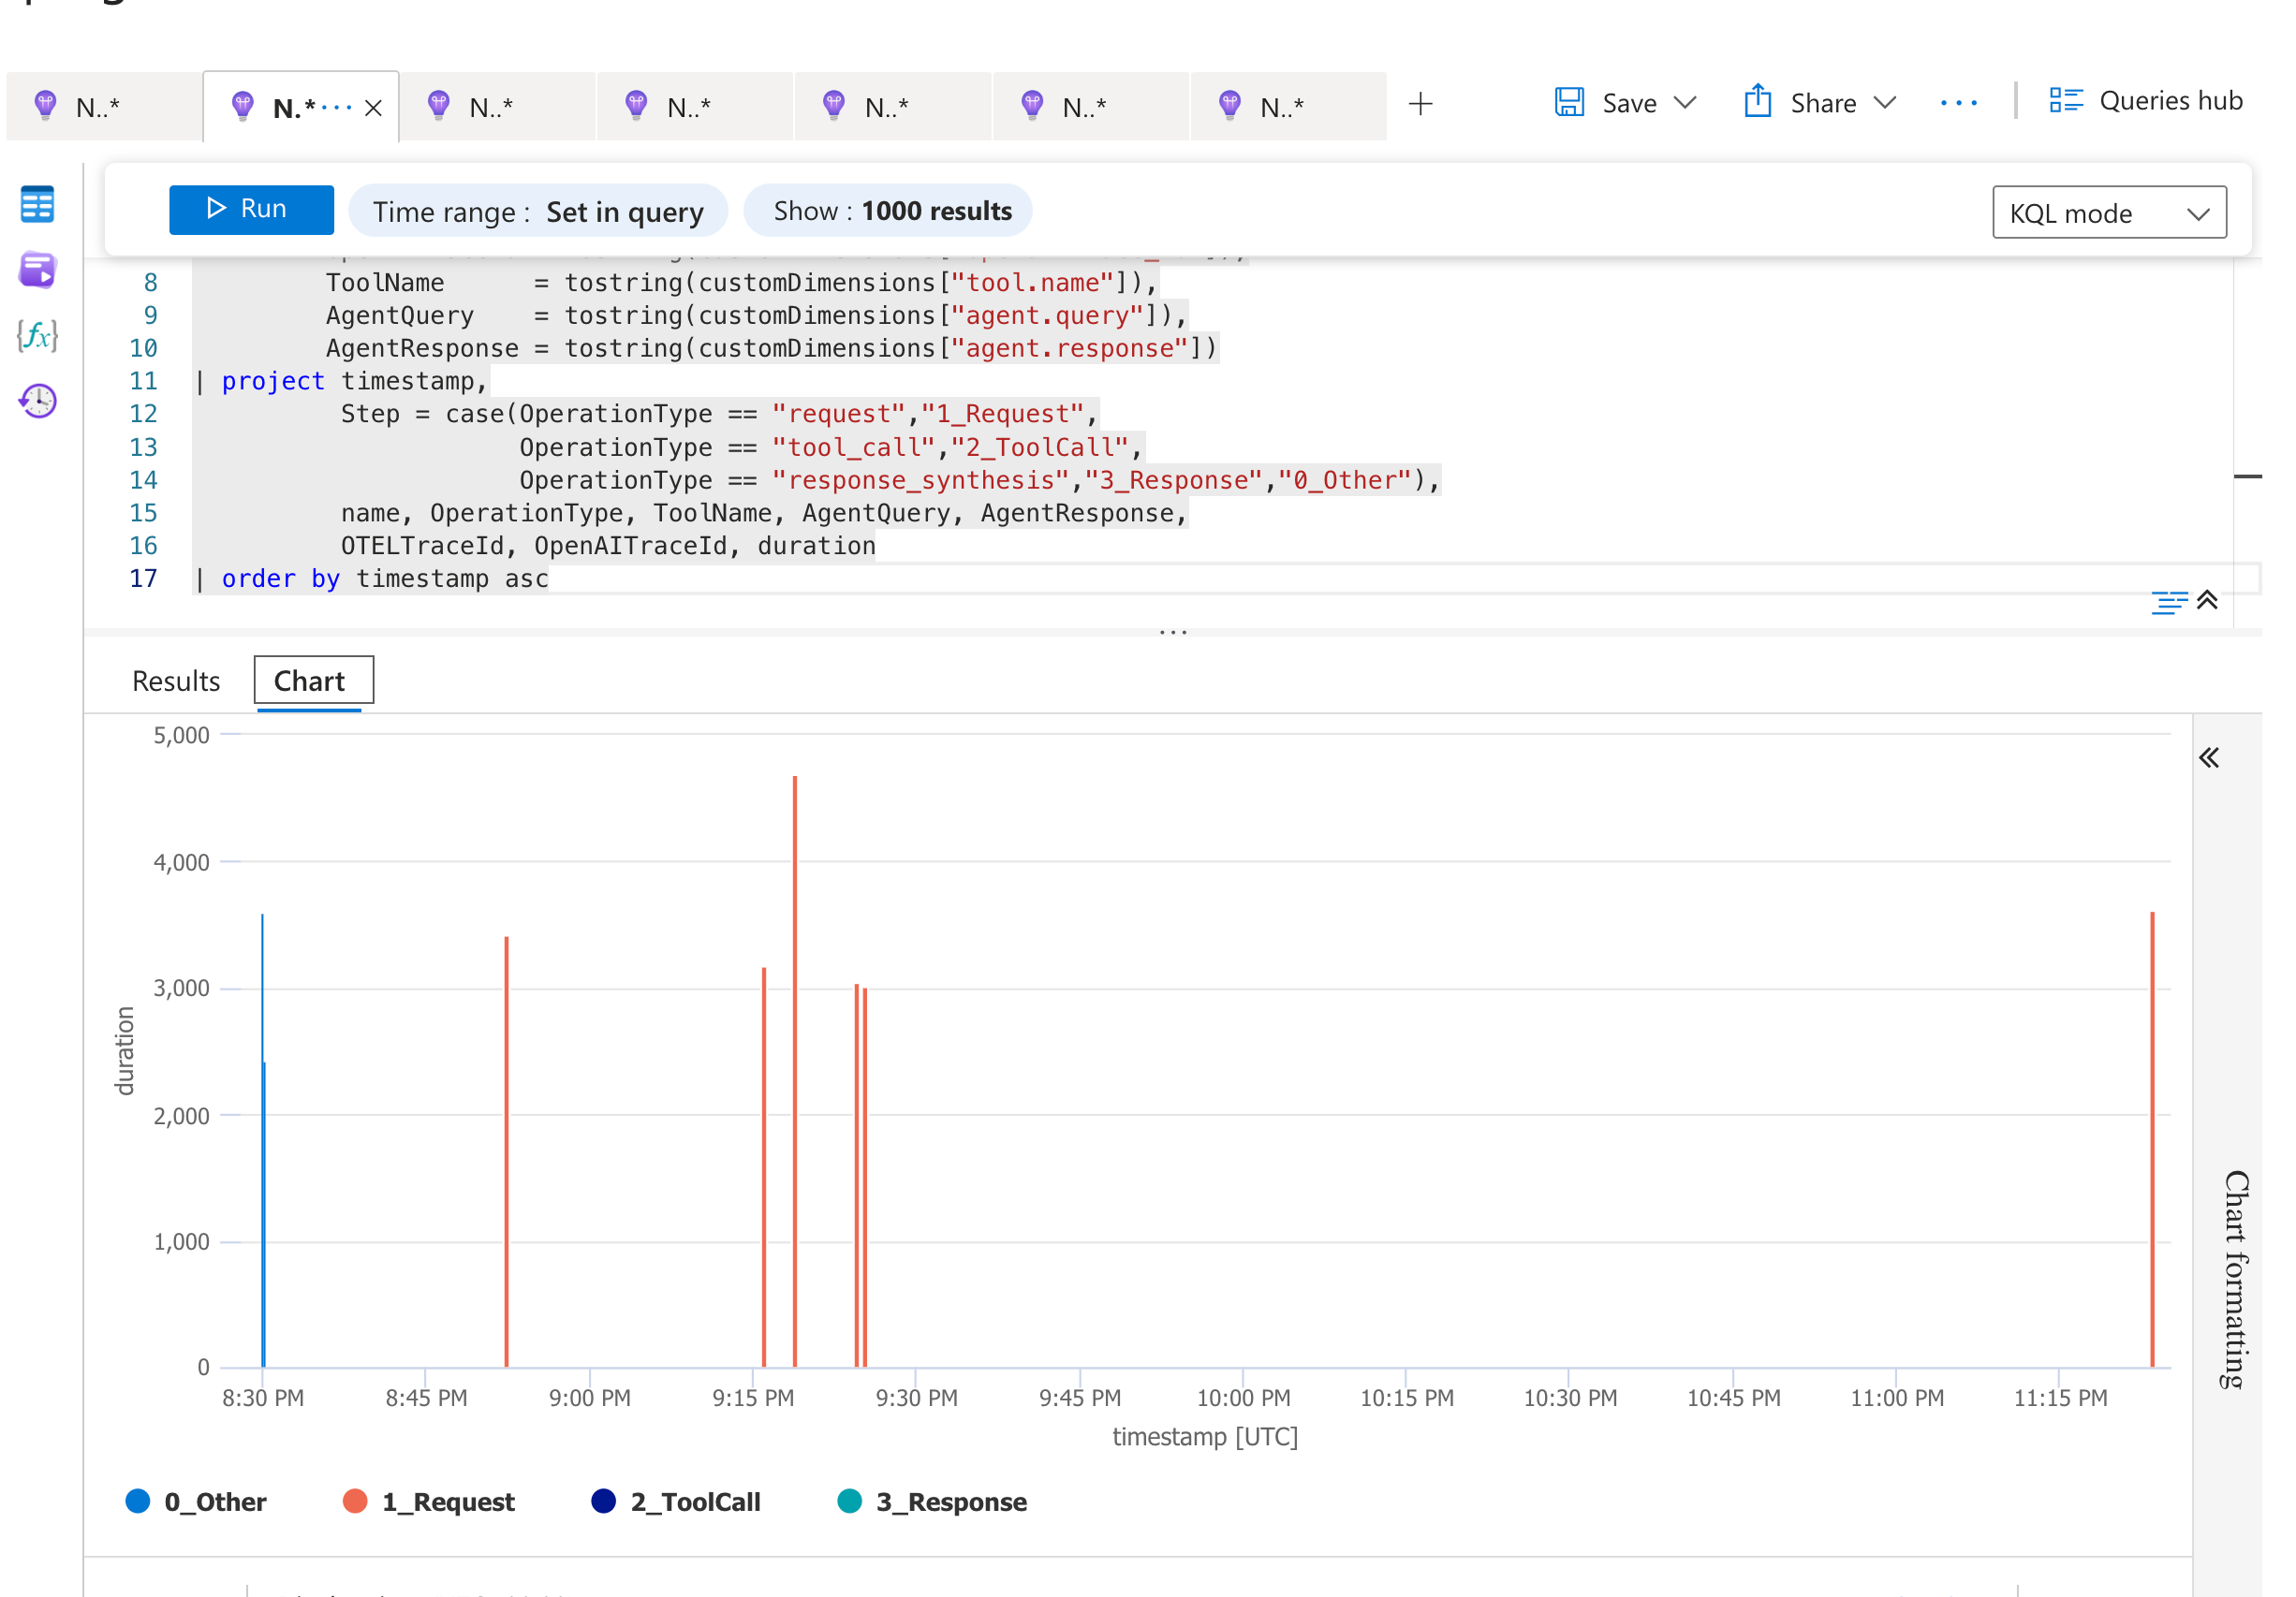 N..*
N.*··· ×
N..*
N..*
N..*
N..*
N..*
+
Save
Share
···
Queries hub
Run
Time range : Set in query
Show : 1000 results
KQL mode
8 ToolName = tostring(customDimensions["tool.name"]),
9 AgentQuery = tostring(customDimensions["agent.query"]),
10 AgentResponse = tostring(customDimensions["agent.response"])
11 | project timestamp,
12 Step = case(OperationType == "request","1_Request",
13 OperationType == "tool_call","2_ToolCall",
14 OperationType == "response_synthesis","3_Response","0_Other"),
15 name, OperationType, ToolName, AgentQuery, AgentResponse,
16 OTELTraceId, OpenAITraceId, duration
17 | order by timestamp asc
...
Results
Chart
5,000
4,000
3,000
2,000
1,000
0
duration
8:30 PM
8:45 PM
9:00 PM
9:15 PM
9:30 PM
9:45 PM
10:00 PM
10:15 PM
10:30 PM
10:45 PM
11:00 PM
11:15 PM
timestamp [UTC]
0_Other
1_Request
2_ToolCall
3_Response
Chart formatting